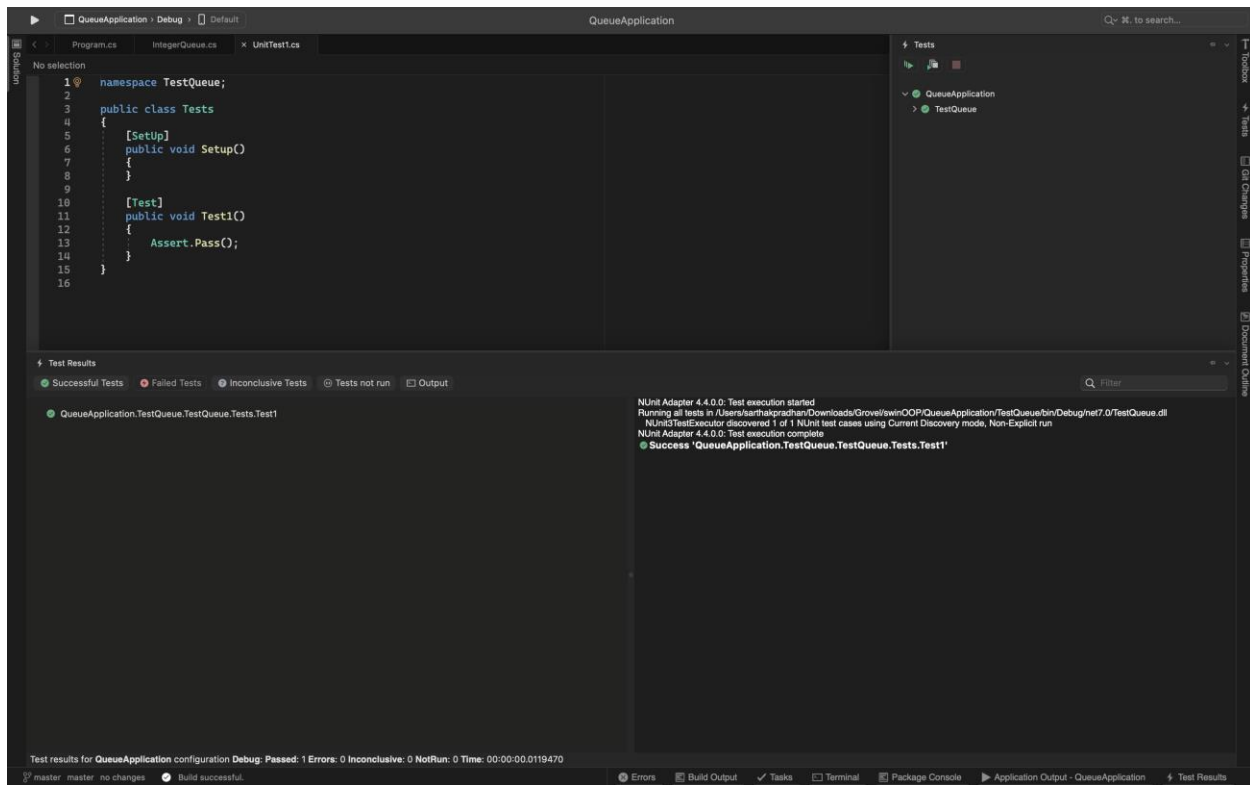 QueueApplication › Debug › Default
QueueApplication
⌘. to search...
Solution
Program.cs
IntegerQueue.cs
× UnitTest1.cs
No selection
1 namespace TestQueue;
2
3 public class Tests
4 {
5 [SetUp]
6 public void Setup()
7 {
8 }
9
10 [Test]
11 public void Test1()
12 {
13 Assert.Pass();
14 }
15 }
16
Tests
QueueApplication
TestQueue
Toolbox
Tests
Git Changes
Properties
Document Outline
Test Results
Successful Tests
Failed Tests
Inconclusive Tests
Tests not run
Output
Filter
QueueApplication.TestQueue.TestQueue.Tests.Test1
NUnit Adapter 4.4.0.0: Test execution started
Running all tests in /Users/sarthakpradhan/Downloads/Grovel/swinOOP/QueueApplication/TestQueue/bin/Debug/net7.0/TestQueue.dll
NUnit3TestExecutor discovered 1 of 1 NUnit test cases using Current Discovery mode, Non-Explicit run
NUnit Adapter 4.4.0.0: Test execution complete
Success 'QueueApplication.TestQueue.TestQueue.Tests.Test1'
Test results for QueueApplication configuration Debug: Passed: 1 Errors: 0 Inconclusive: 0 NotRun: 0 Time: 00:00:00.0119470
master master no changes
Build successful.
Errors
Build Output
Tasks
Terminal
Package Console
Application Output - QueueApplication
Test Results